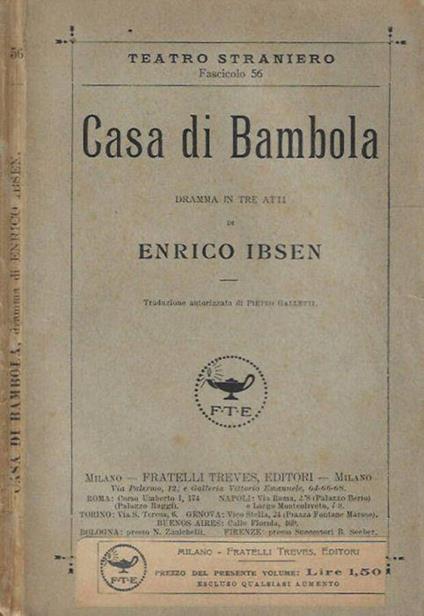 56
CASA DI BAMBOLA, dramma di ENRICO IBSEN.
TEATRO STRANIERO
Fascicolo 56
Casa di Bambola
DRAMMA IN TRE ATTI
DI
ENRICO IBSEN
Traduzione autorizzata di PIETRO GALLETTI.
F·T·E
MILANO — FRATELLI TREVES, EDITORI — MILANO
Via Palermo, 12; e Galleria Vittorio Emanuele, 64-66-68.
ROMA: Corso Umberto I, 174 NAPOLI: Via Roma, 258 (Palazzo Berio)
(Palazzo Raggi). e Largo Monteoliveto,
TORINO: Via S. Teresa, 6. GENOVA: Vico Stella, 24 (Piazza Fontane Marose).
BUENOS AIRES: Calle Florida, 469.
BOLOGNA: presso N. Zanichelli. FIRENZE: presso Successori B. Seeber.
F·T·E
MILANO - FRATELLI TREVES, EDITORI
PREZZO DEL PRESENTE VOLUME: Lire 1,50
ESCLUSO QUALSIASI AUMENTO